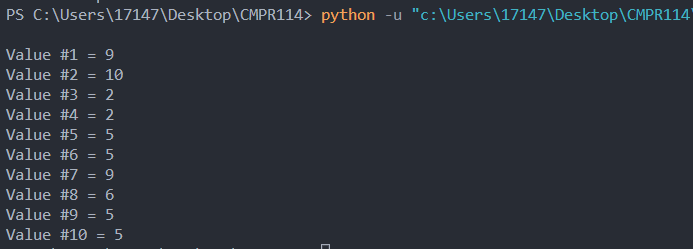 PS C:\Users\17147\Desktop\CMPR114> python -u "c:\Users\17147\Desktop\CMPR114\
Value #1 = 9
Value #2 = 10
Value #3 = 2
Value #4 = 2
Value #5 = 5
Value #6 = 5
Value #7 = 9
Value #8 = 6
Value #9 = 5
Value #10 = 5